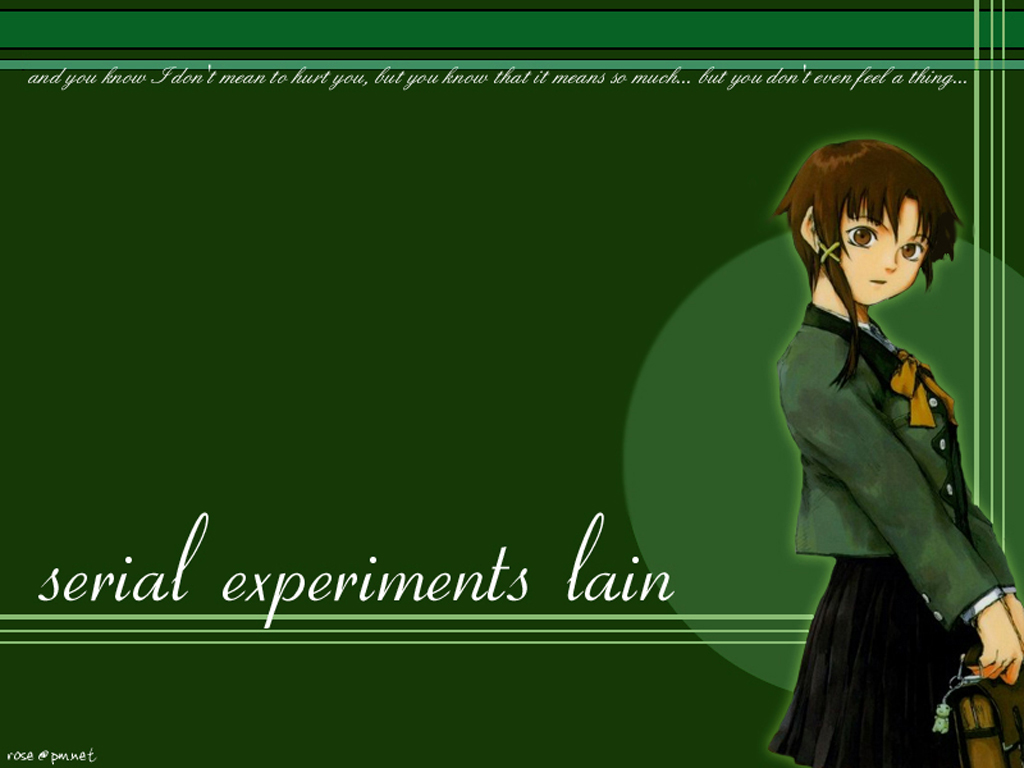 and you know I don't mean to hurt you, but you know that it means so much... but you don't even feel a thing...
serial experiments lain
rose @pm.net